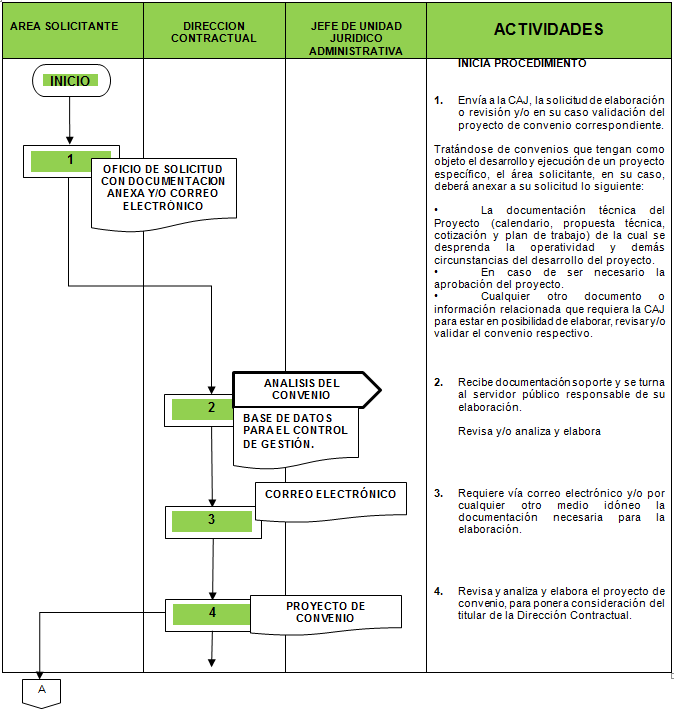 AREA SOLICITANTE
DIRECCION
CONTRACTUAL
JEFE DE UNIDAD
JURIDICO
ADMINISTRATIVA
ACTIVIDADES
INICIO
1
OFICIO DE SOLICITUD
CON DOCUMENTACION
ANEXA Y/O CORREO
ELECTRÓNICO
ANALISIS DEL
CONVENIO
2
BASE DE DATOS
PARA EL CONTROL
DE GESTIÓN.
CORREO ELECTRÓNICO
3
PROYECTO DE
CONVENIO
4
A
INICIA PROCEDIMIENTO
1. Envía a la CAJ, la solicitud de elaboración
o revisión y/o en su caso validación del
proyecto de convenio correspondiente.
Tratándose de convenios que tengan como
objeto el desarrollo y ejecución de un proyecto
específico, el área solicitante, en su caso,
deberá anexar a su solicitud lo siguiente:
• La documentación técnica del
Proyecto (calendario, propuesta técnica,
cotización y plan de trabajo) de la cual se
desprenda la operatividad y demás
circunstancias del desarrollo del proyecto.
• En caso de ser necesario la
aprobación del proyecto.
• Cualquier otro documento o
información relacionada que requiera la CAJ
para estar en posibilidad de elaborar, revisar y/o
validar el convenio respectivo.
2. Recibe documentación soporte y se turna
al servidor público responsable de su
elaboración.
Revisa y/o analiza y elabora
3. Requiere vía correo electrónico y/o por
cualquier otro medio idóneo la
documentación necesaria para la
elaboración.
4. Revisa y analiza y elabora el proyecto de
convenio, para poner a consideración del
titular de la Dirección Contractual.